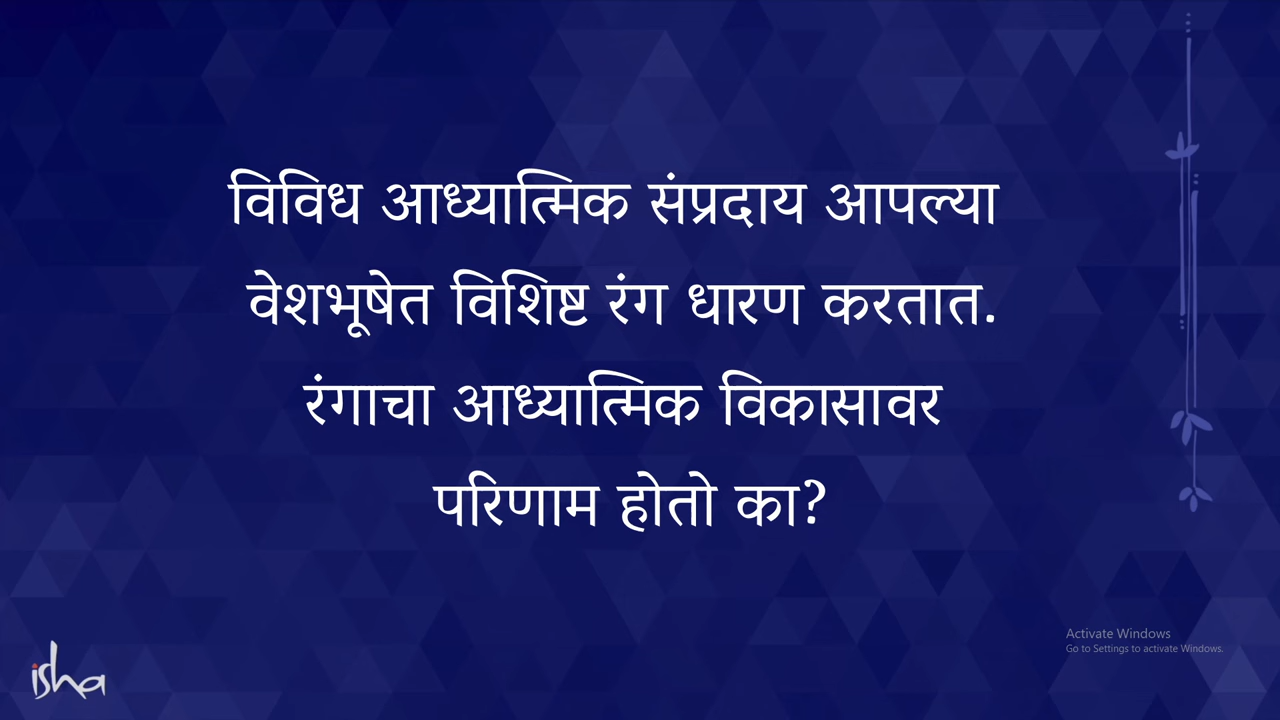 विविध आध्यात्मिक संप्रदाय आपल्या
वेशभूषेत विशिष्ट रंग धारण करतात.
रंगाचा आध्यात्मिक विकासावर
परिणाम होतो का?
Activate Windows
Go to Settings to activate Windows.
isha